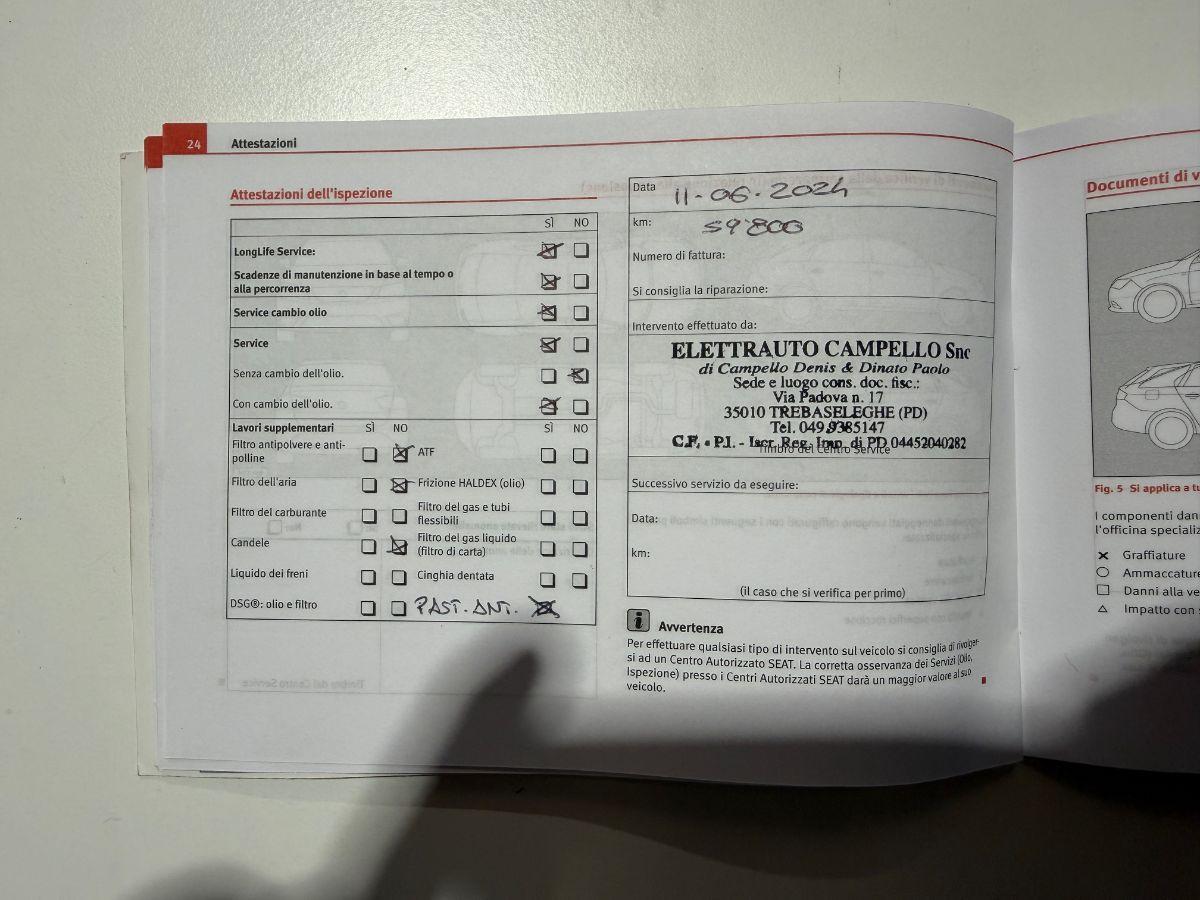 24 Attestazioni
Attestazioni dell'ispezione
SÌ NO
LongLife Service:
Scadenze di manutenzione in base al tempo o
alla percorrenza
Service cambio olio
Service
Senza cambio dell'olio.
Con cambio dell'olio.
Lavori supplementari SÌ NO SÌ NO
Filtro antipolvere e anti-
polline
ATF
Filtro dell'aria
Frizione HALDEX (olio)
Filtro del carburante
Filtro del gas e tubi
flessibili
Candele
Filtro del gas liquido
(filtro di carta)
Liquido dei freni
Cinghia dentata
DSG®: olio e filtro
PAST. ANT.
Data 11-06-2024
km: 59'800
Numero di fattura:
Si consiglia la riparazione:
Intervento effettuato da:
ELETTRAUTO CAMPELLO Snc
di Campello Denis & Dinato Paolo
Sede e luogo cons. doc. fisc.:
Via Padova n. 17
35010 TREBASELEGHE (PD)
Tel. 049.9385147
C.F. e P.I. - Iscr. Reg. Imp. di PD 04452040282
Timbro del Centro Service
Successivo servizio da eseguire:
Data:
km:
(il caso che si verifica per primo)
i Avvertenza
Per effettuare qualsiasi tipo di intervento sul veicolo si consiglia di rivolger-
si ad un Centro Autorizzato SEAT. La corretta osservanza dei Servizi (Olio,
Ispezione) presso i Centri Autorizzati SEAT darà un maggior valore al suo
veicolo.
Documenti di v
Fig. 5 Si applica a tu
I componenti dan
l'officina specializ
Graffiature
Ammaccature
Danni alla ve
Impatto con s